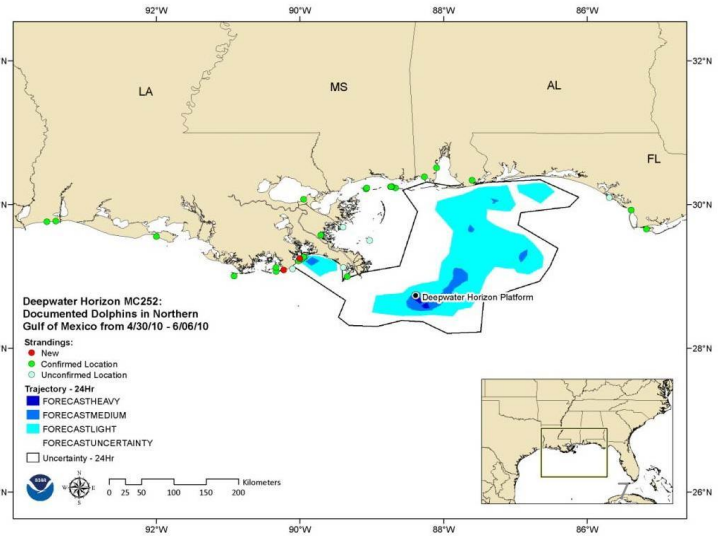 92°W 90°W 88°W 86°W
32°N
LA MS AL
FL
30°N
Deepwater Horizon Platform
28°N
Deepwater Horizon MC252:
Documented Dolphins in Northern
Gulf of Mexico from 4/30/10 - 6/06/10
Strandings:
New
Confirmed Location
Unconfirmed Location
Trajectory - 24Hr
FORECASTHEAVY
FORECASTMEDIUM
FORECASTLIGHT
FORECASTUNCERTAINTY
Uncertainty - 24Hr
N
W E
S
Kilometers
0 25 50 100 150 200
7
26°N
92°W 90°W 88°W 86°W